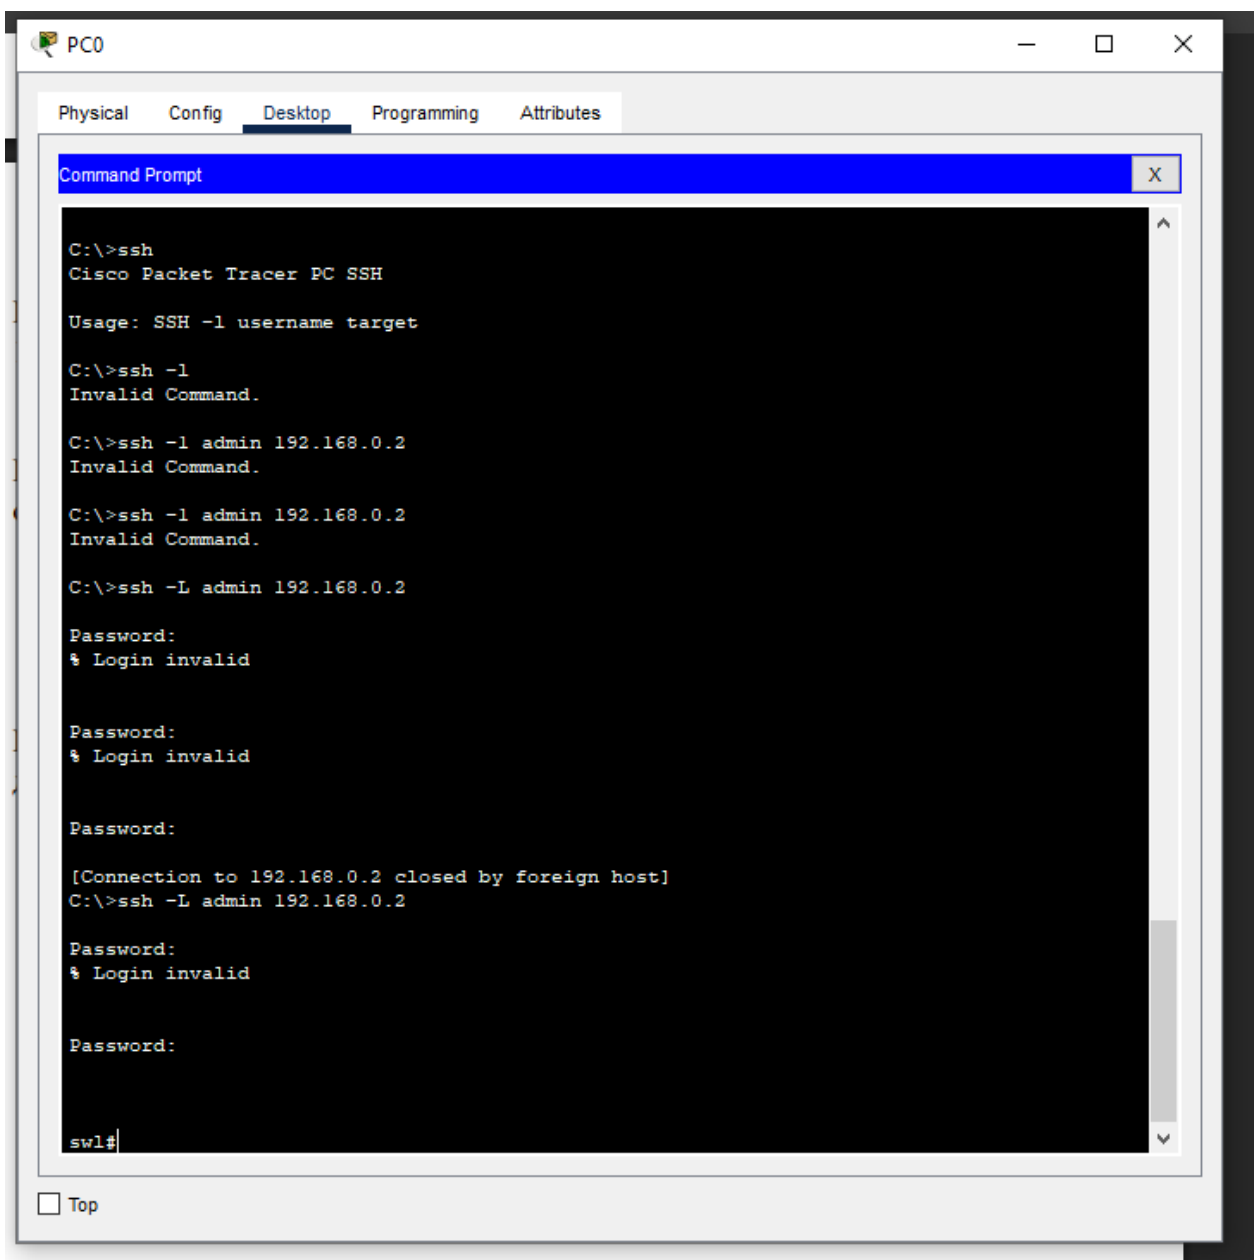 PC0
Physical Config Desktop Programming Attributes
Command Prompt
X
C:\>ssh
Cisco Packet Tracer PC SSH
Usage: SSH -l username target
C:\>ssh -l
Invalid Command.
C:\>ssh -1 admin 192.168.0.2
Invalid Command.
C:\>ssh -1 admin 192.168.0.2
Invalid Command.
C:\>ssh -L admin 192.168.0.2
Password:
% Login invalid
Password:
% Login invalid
Password:
[Connection to 192.168.0.2 closed by foreign host]
C:\>ssh -L admin 192.168.0.2
Password:
% Login invalid
Password:
sw1#
Top